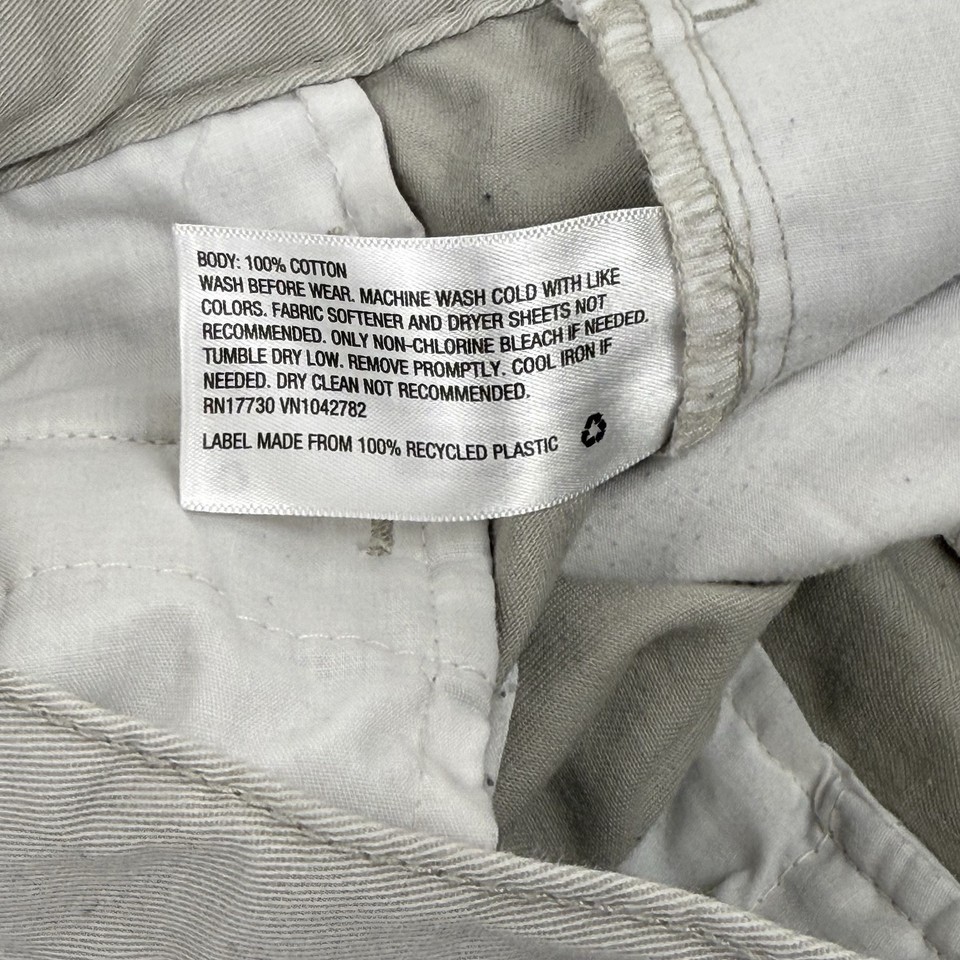 BODY: 100% COTTON
WASH BEFORE WEAR. MACHINE WASH COLD WITH LIKE
COLORS. FABRIC SOFTENER AND DRYER SHEETS NOT
RECOMMENDED. ONLY NON-CHLORINE BLEACH IF NEEDED.
TUMBLE DRY LOW. REMOVE PROMPTLY. COOL IRON IF
NEEDED. DRY CLEAN NOT RECOMMENDED.
RN17730 VN1042782
LABEL MADE FROM 100% RECYCLED PLASTIC